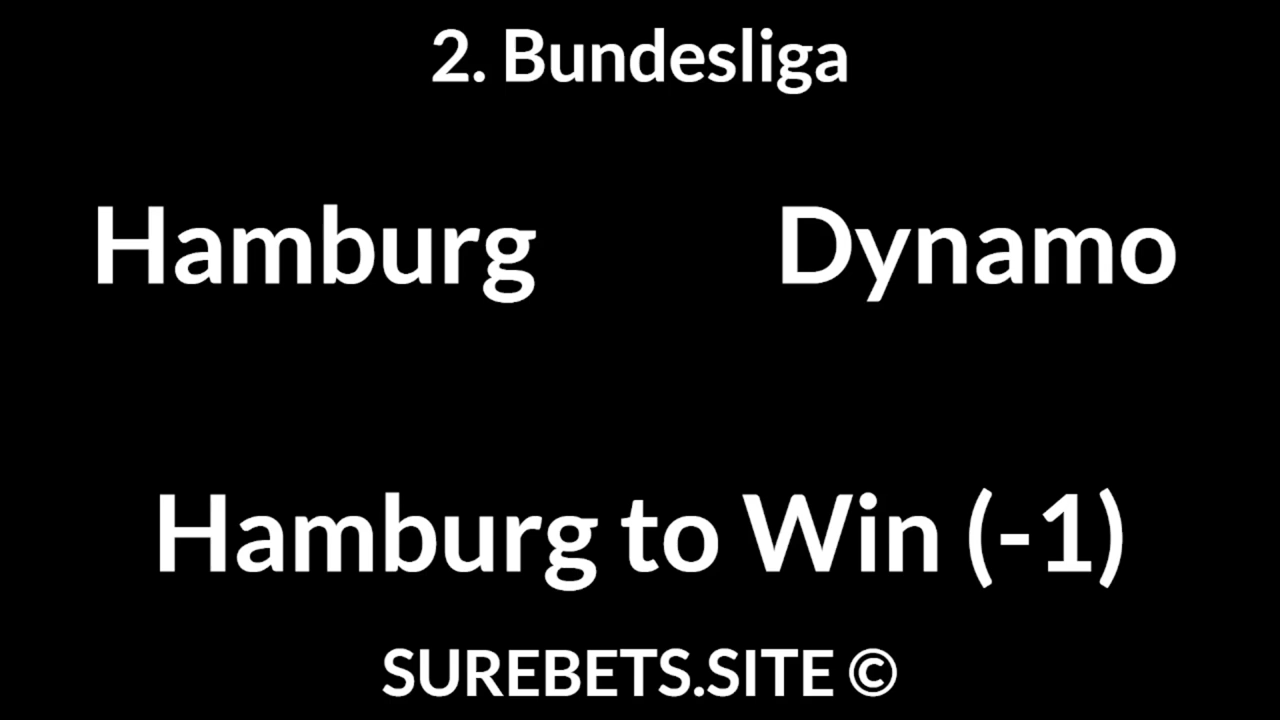 2. Bundesliga
Hamburg Dynamo
Hamburg to Win (-1)
SUREBETS.SITE ©